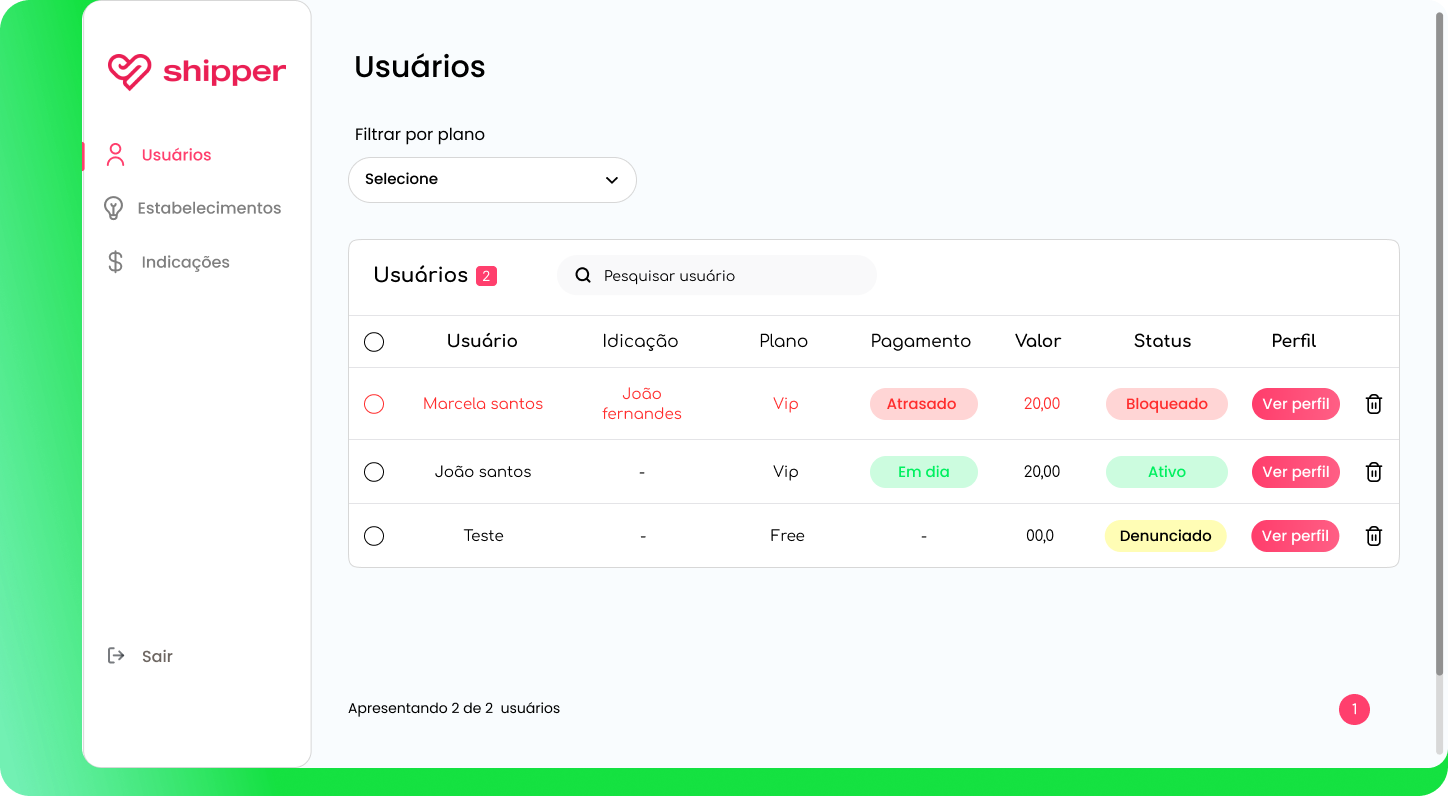 shipper
Usuários
Estabelecimentos
Indicações
Sair
Usuários
Filtrar por plano
Selecione
Usuários 2
Pesquisar usuário
Usuário Idicação Plano Pagamento Valor Status Perfil
Marcela santos João fernandes Vip Atrasado 20,00 Bloqueado Ver perfil
João santos - Vip Em dia 20,00 Ativo Ver perfil
Teste - Free - 00,0 Denunciado Ver perfil
Apresentando 2 de 2 usuários
1